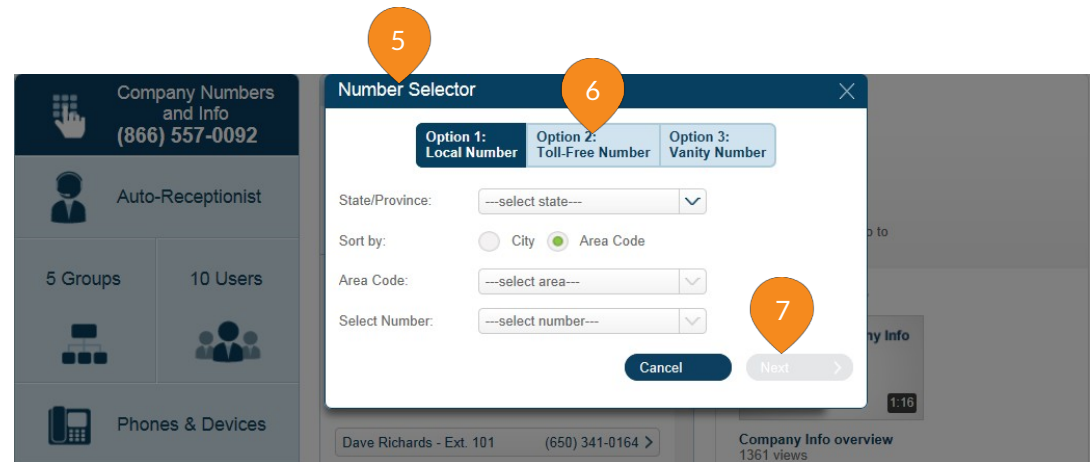 5
6
7
Company Numbers
and Info
(866) 557-0092
Auto-Receptionist
5 Groups
10 Users
Phones & Devices
Number Selector
Option 1:
Local Number
Option 2:
Toll-Free Number
Option 3:
Vanity Number
State/Province:
---select state---
Sort by:
City
Area Code
Area Code:
---select area---
Select Number:
---select number---
Cancel
Next
Dave Richards - Ext. 101
(650) 341-0164
to
Info
1:16
Company Info overview
1361 views